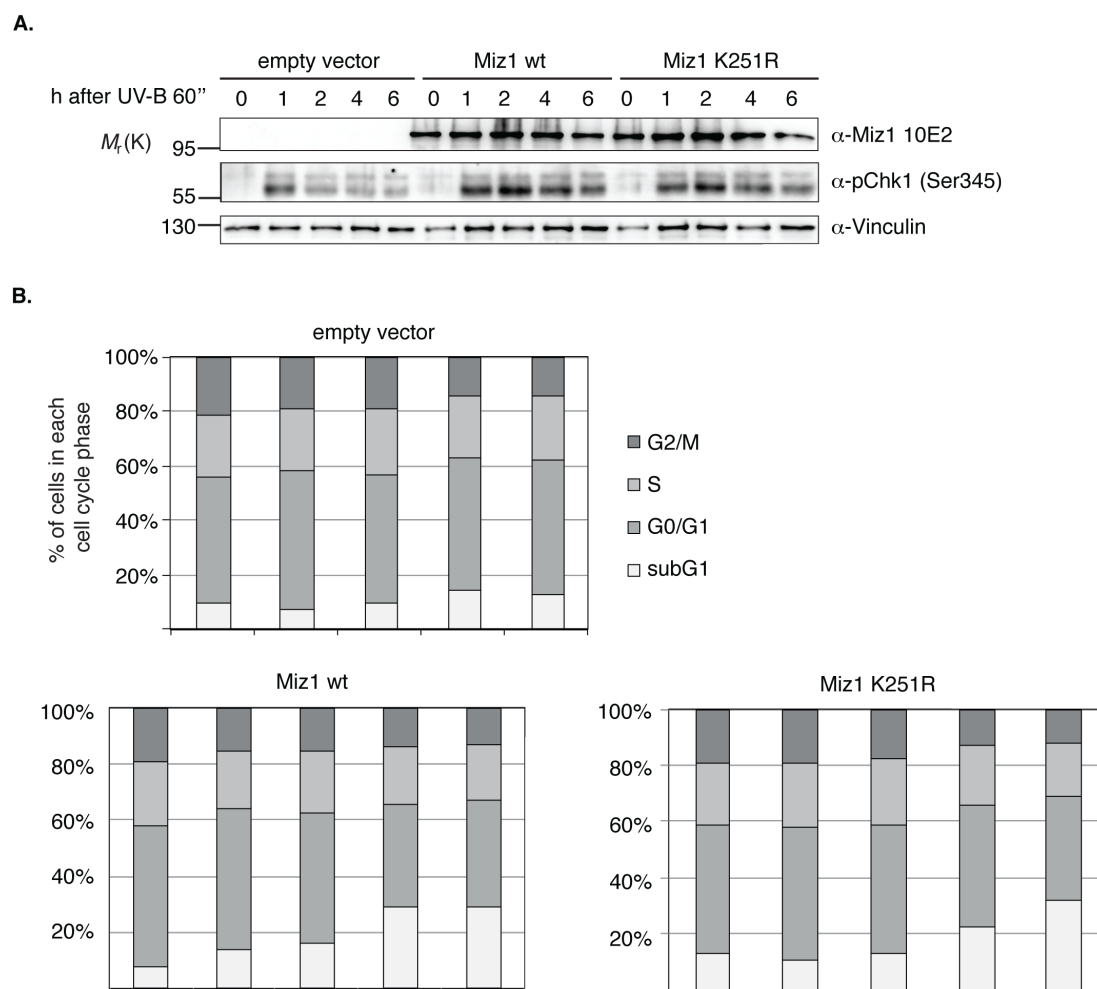 A.
empty vector Miz1 wt Miz1 K251R
h after UV-B 60” 0 1 2 4 6 0 1 2 4 6 0 1 2 4 6
Mr(K)
95
α-Miz1 10E2
55
α-pChk1 (Ser345)
130
α-Vinculin
B.
empty vector
% of cells in each
cell cycle phase
100%
80%
60%
40%
20%
G2/M
S
G0/G1
subG1
Miz1 wt
100%
80%
60%
40%
20%
Miz1 K251R
100%
80%
60%
40%
20%